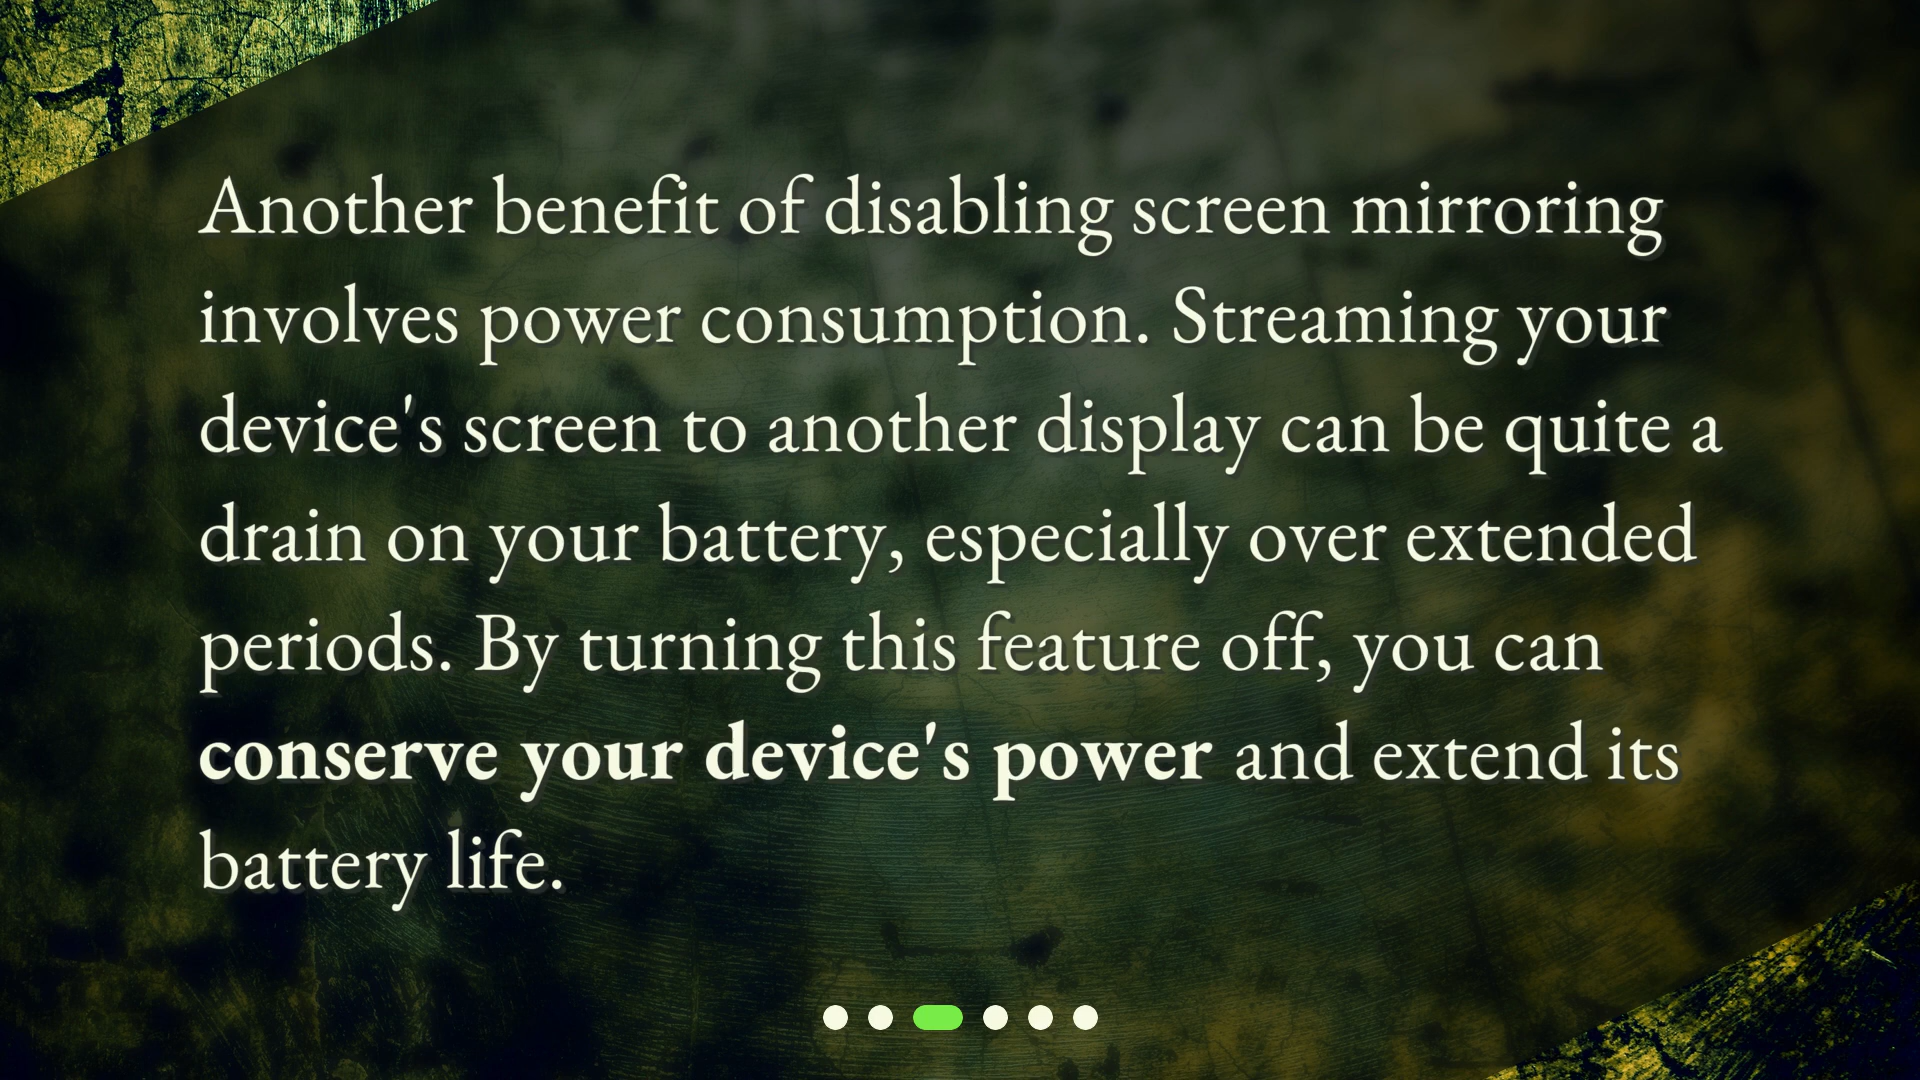 Another benefit of disabling screen mirroring
involves power consumption. Streaming your
device's screen to another display can be quite a
drain on your battery, especially over extended
periods. By turning this feature off, you can
conserve your device's power and extend its
battery life.